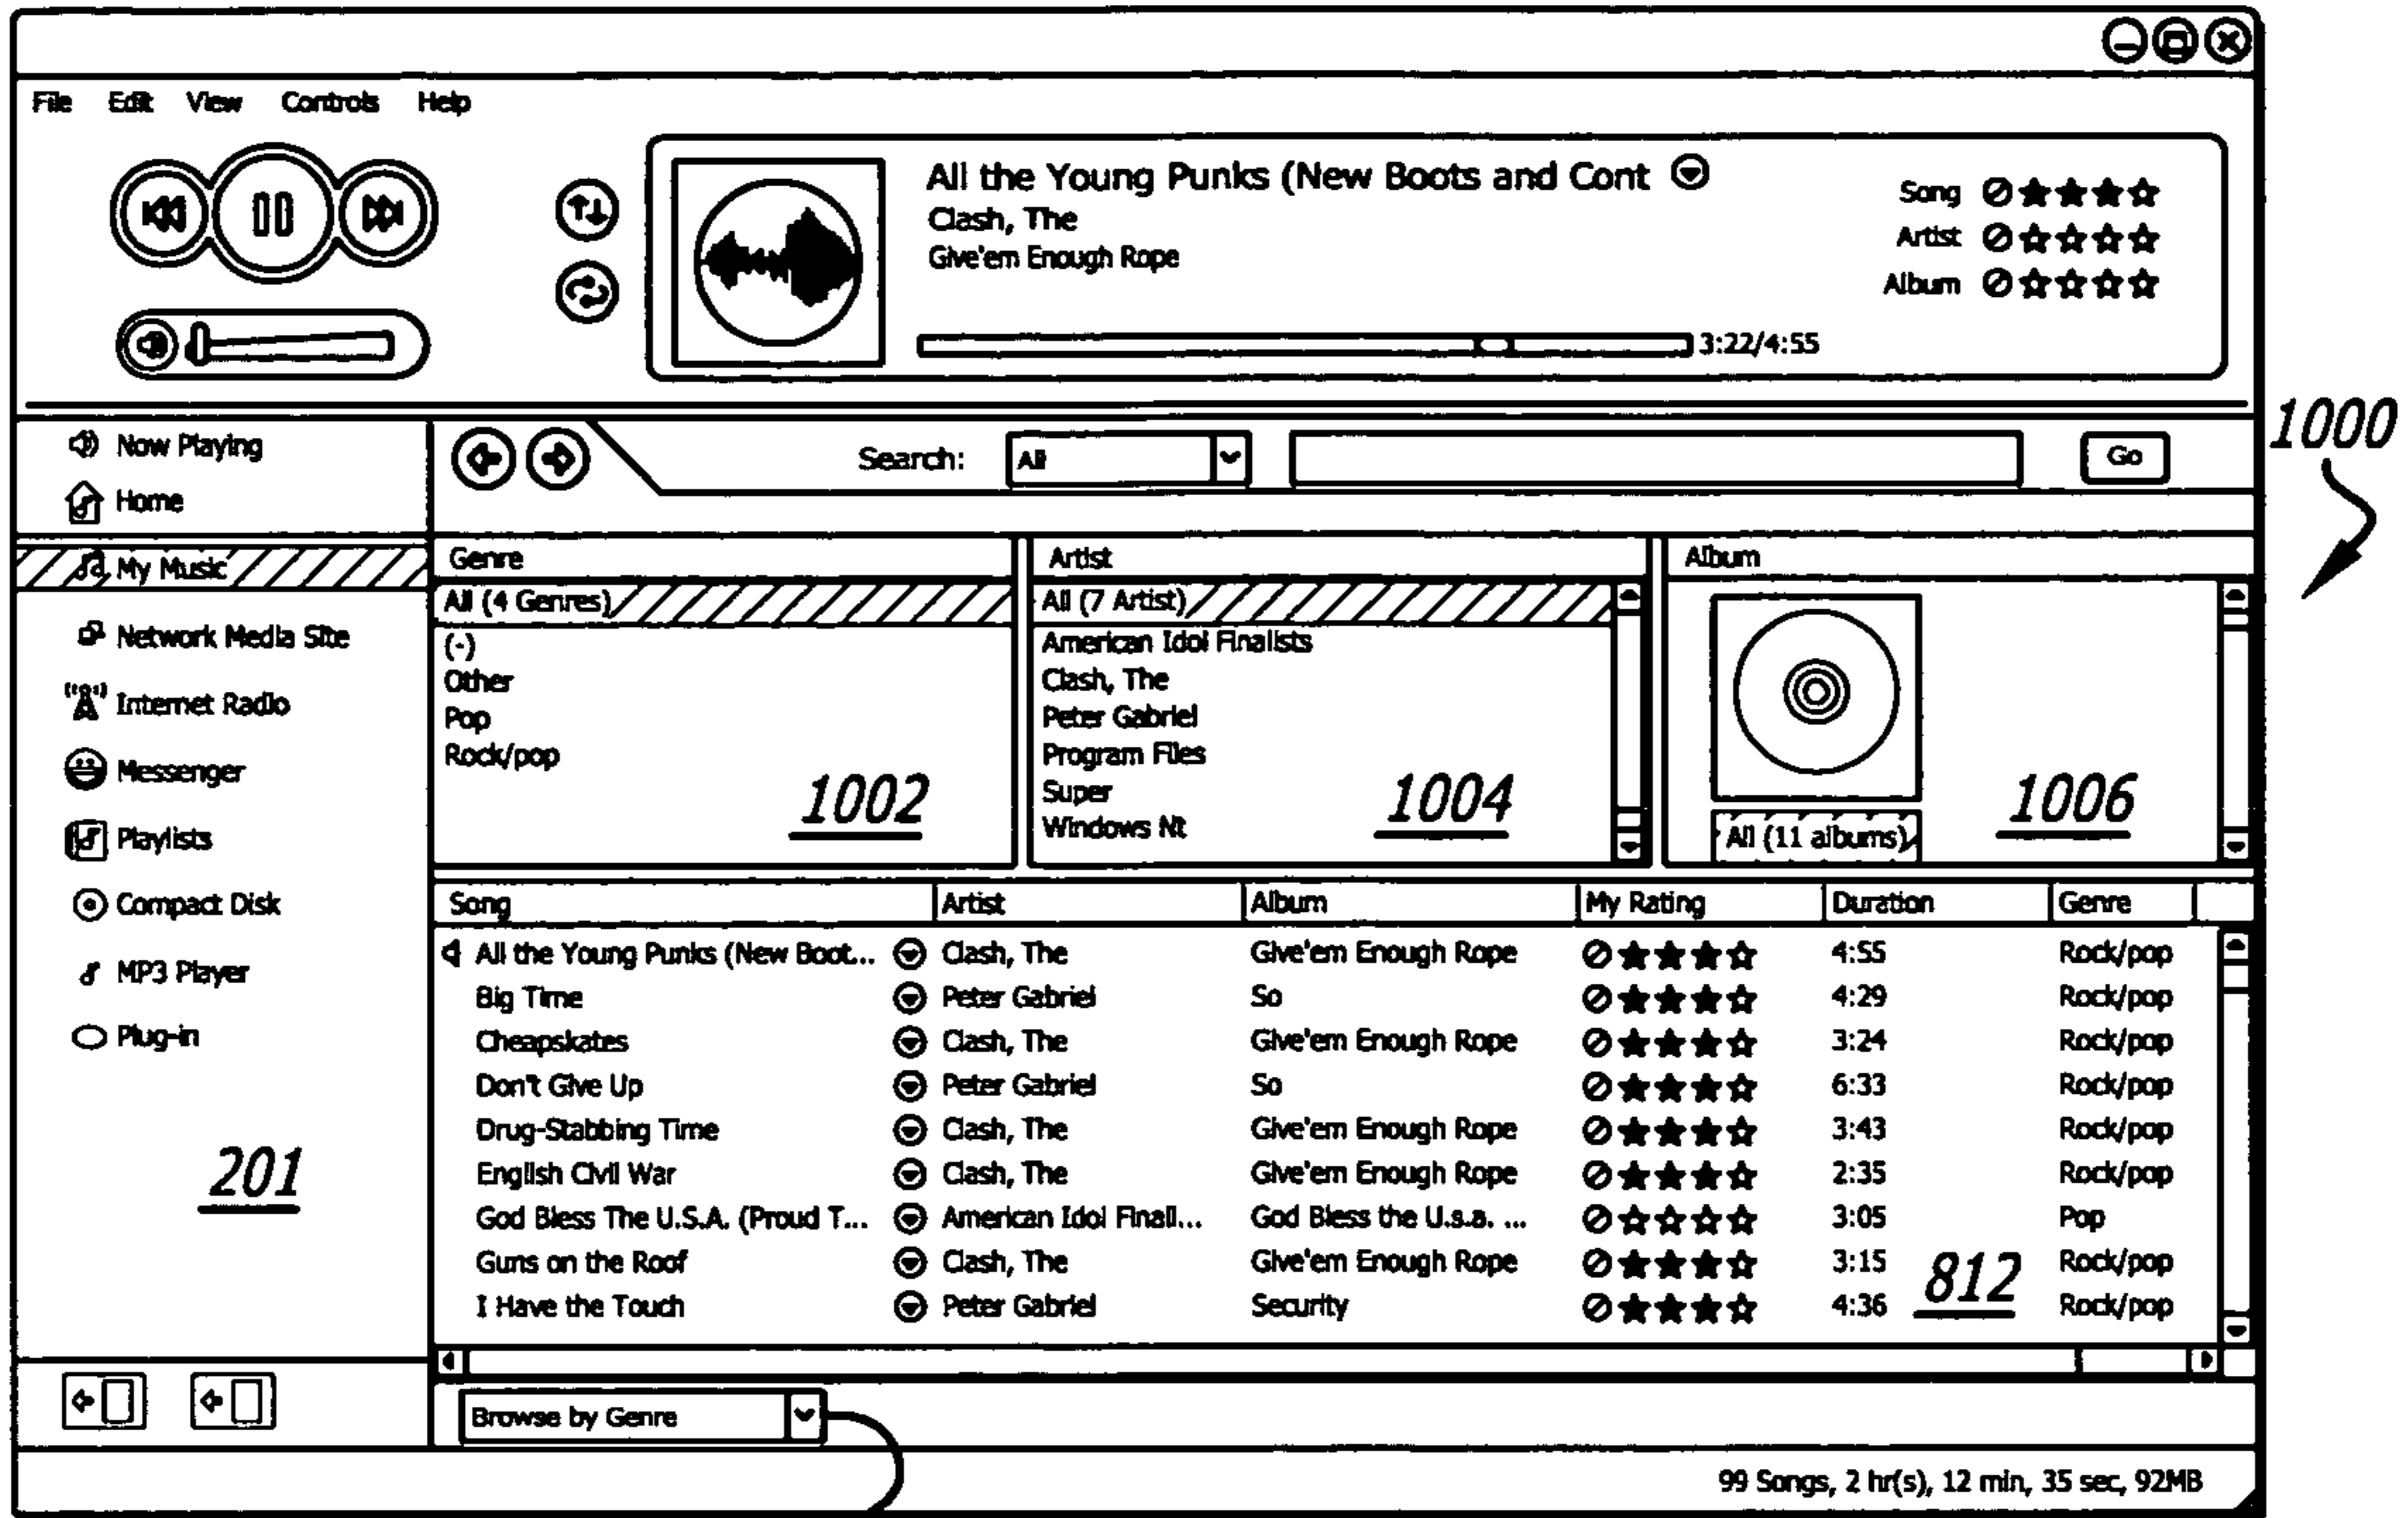 File Edit View Controls Help
All the Young Punks (New Boots and Cont
Clash, The
Give'em Enough Rope
Song
Artist
Album
3:22/4:55
1000
Now Playing
Home
My Music
Network Media Site
Internet Radio
Messenger
Playlists
Compact Disk
MP3 Player
Plug-in
201
Search: All Go
Genre
All (4 Genres)
(-)
Other
Pop
Rock/pop
1002
Artist
All (7 Artist)
American Idol Finalists
Clash, The
Peter Gabriel
Program Files
Super
Windows Nt
1004
Album
All (11 albums)
1006
Song Artist Album My Rating Duration Genre
All the Young Punks (New Boot... Clash, The Give'em Enough Rope 4:55 Rock/pop
Big Time Peter Gabriel So 4:29 Rock/pop
Cheapskates Clash, The Give'em Enough Rope 3:24 Rock/pop
Don't Give Up Peter Gabriel So 6:33 Rock/pop
Drug-Stabbing Time Clash, The Give'em Enough Rope 3:43 Rock/pop
English Civil War Clash, The Give'em Enough Rope 2:35 Rock/pop
God Bless The U.S.A. (Proud T... American Idol Finali... God Bless the U.s.a. ... 3:05 Pop
Guns on the Roof Clash, The Give'em Enough Rope 3:15 Rock/pop
I Have the Touch Peter Gabriel Security 4:36 Rock/pop
812
Browse by Genre
99 Songs, 2 hr(s), 12 min, 35 sec, 92MB